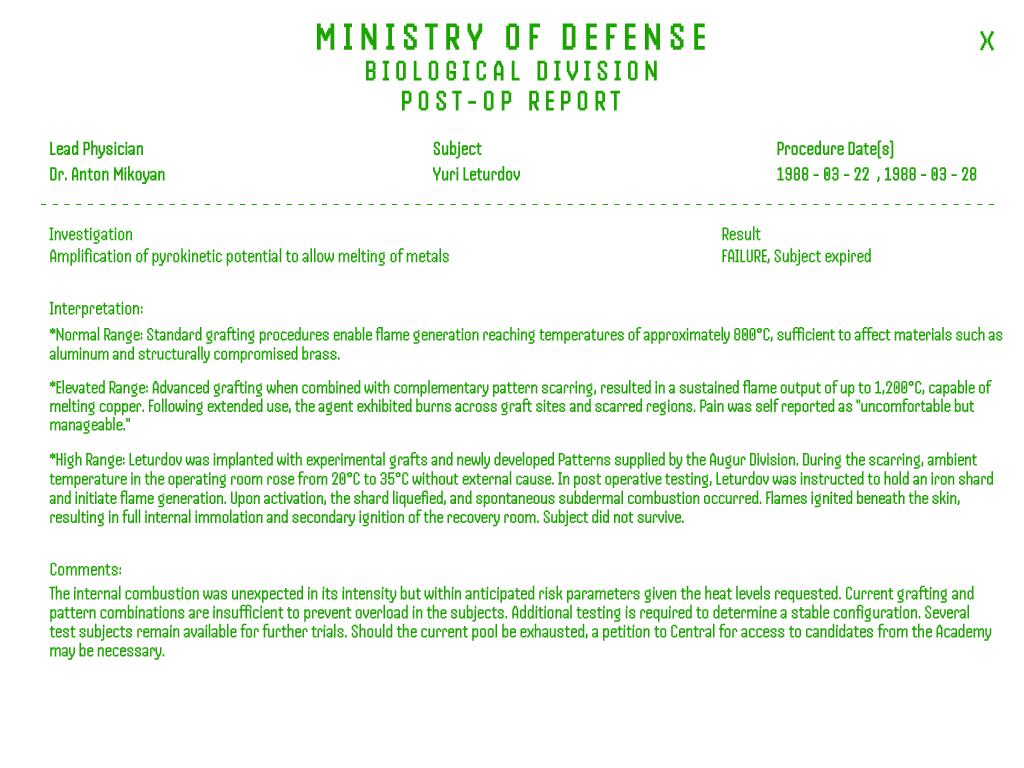 MINISTRY OF DEFENSE
X
BIOLOGICAL DIVISION
POST-OP REPORT
Lead Physician Subject Procedure Date(s)
Dr. Anton Mikoyan Yuri Leturdov 1988 - 03 - 22 , 1988 - 03 - 28
Investigation Result
Amplification of pyrokinetic potential to allow melting of metals FAILURE, Subject expired
Interpretation:
*Normal Range: Standard grafting procedures enable flame generation reaching temperatures of approximately 800°C, sufficient to affect materials such as
aluminum and structurally compromised brass.
*Elevated Range: Advanced grafting when combined with complementary pattern scarring, resulted in a sustained flame output of up to 1,200°C, capable of
melting copper. Following extended use, the agent exhibited burns across graft sites and scarred regions. Pain was self reported as "uncomfortable but
manageable."
*High Range: Leturdov was implanted with experimental grafts and newly developed Patterns supplied by the Augur Division. During the scarring, ambient
temperature in the operating room rose from 20°C to 35°C without external cause. In post operative testing, Leturdov was instructed to hold an iron shard
and initiate flame generation. Upon activation, the shard liquefied, and spontaneous subdermal combustion occurred. Flames ignited beneath the skin,
resulting in full internal immolation and secondary ignition of the recovery room. Subject did not survive.
Comments:
The internal combustion was unexpected in its intensity but within anticipated risk parameters given the heat levels requested. Current grafting and
pattern combinations are insufficient to prevent overload in the subjects. Additional testing is required to determine a stable configuration. Several
test subjects remain available for further trials. Should the current pool be exhausted, a petition to Central for access to candidates from the Academy
may be necessary.